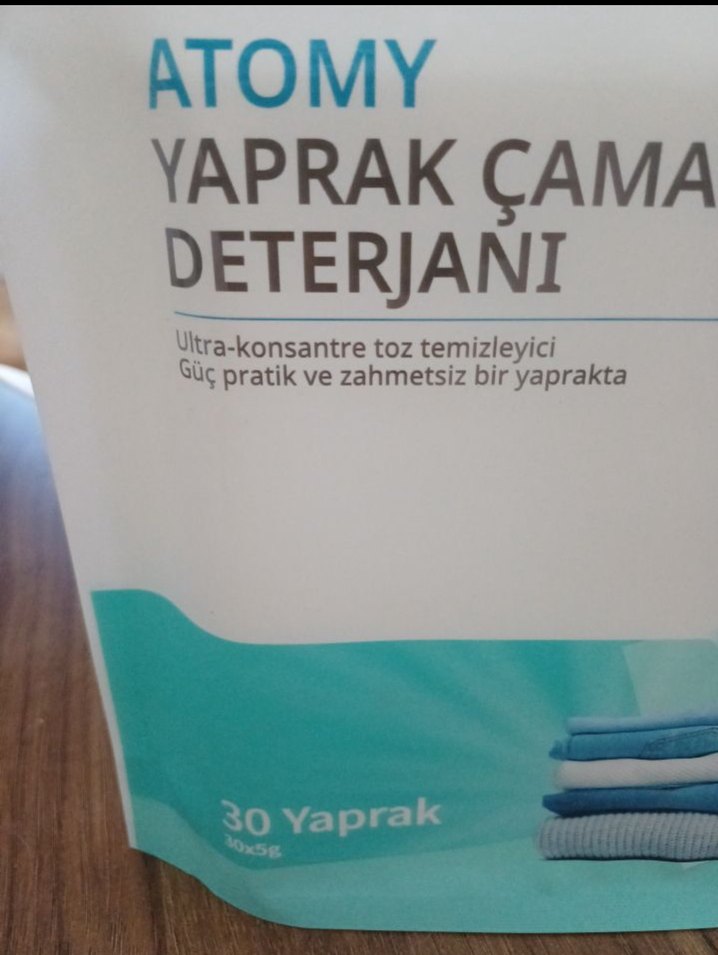 ATOMY
YAPRAK ÇAMA
DETERJANI
Ultra-konsantre toz temizleyici
Güç pratik ve zahmetsiz bir yaprakta
30 Yaprak
30x5g